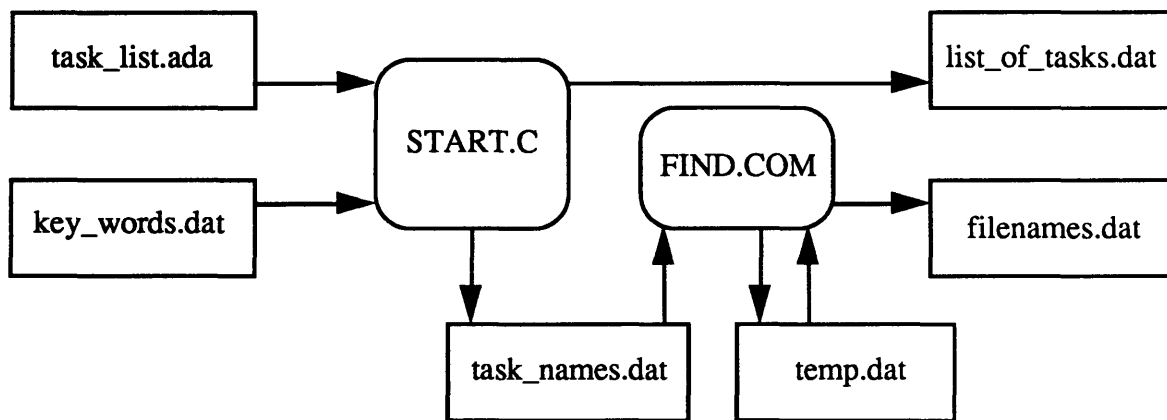 task_list.ada
list_of_tasks.dat
START.C
FIND.COM
key_words.dat
filenames.dat
task_names.dat
temp.dat